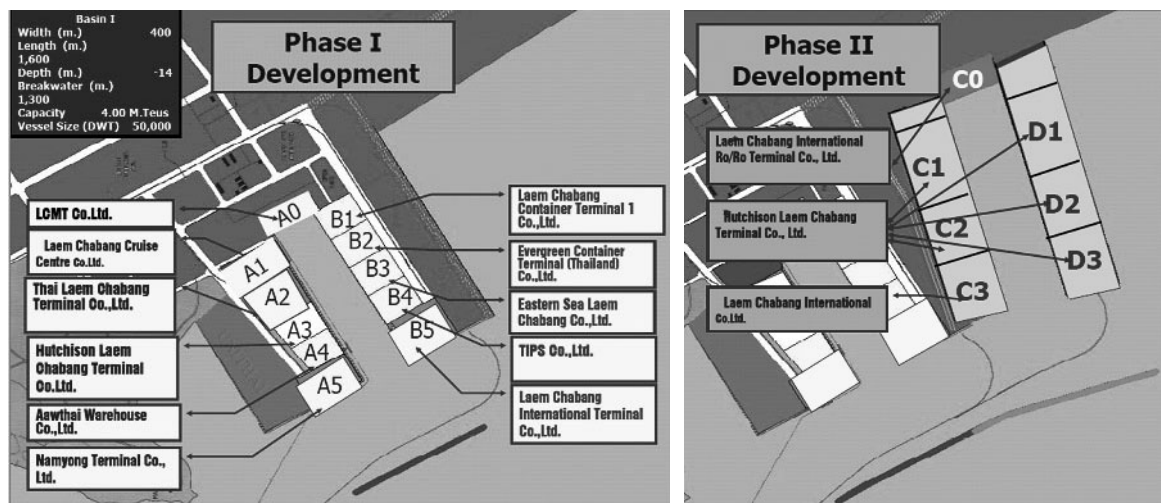 Basin I
Width (m.) 400
Length (m.)
1,600
Depth (m.) -14
Breakwater (m.)
1,300
Capacity 4.00 M.Teus
Vessel Size (DWT) 50,000
Phase I
Development
LCMT Co.Ltd.
Laem Chabang Cruise
Centre Co.Ltd.
Thai Laem Chabang
Terminal Co.,Ltd.
Hutchison Laem
Chabang Terminal
Co.Ltd.
Aawthai Warehouse
Co.,Ltd.
Namyong Terminal Co.,
Ltd.
A0
A1
A2
A3
A4
A5
B1
B2
B3
B4
B5
Laem Chabang
Container Terminal 1
Co.,Ltd.
Evergreen Container
Terminal (Thailand)
Co.,Ltd.
Eastern Sea Laem
Chabang Co.,Ltd.
TIPS Co.,Ltd.
Laem Chabang
International Terminal
Co.,Ltd.
Phase II
Development
Laem Chabang International
Ro/Ro Terminal Co., Ltd.
Hutchison Laem Chabang
Terminal Co., Ltd.
Laem Chabang International
Co.Ltd.
C0
C1
C2
C3
D1
D2
D3